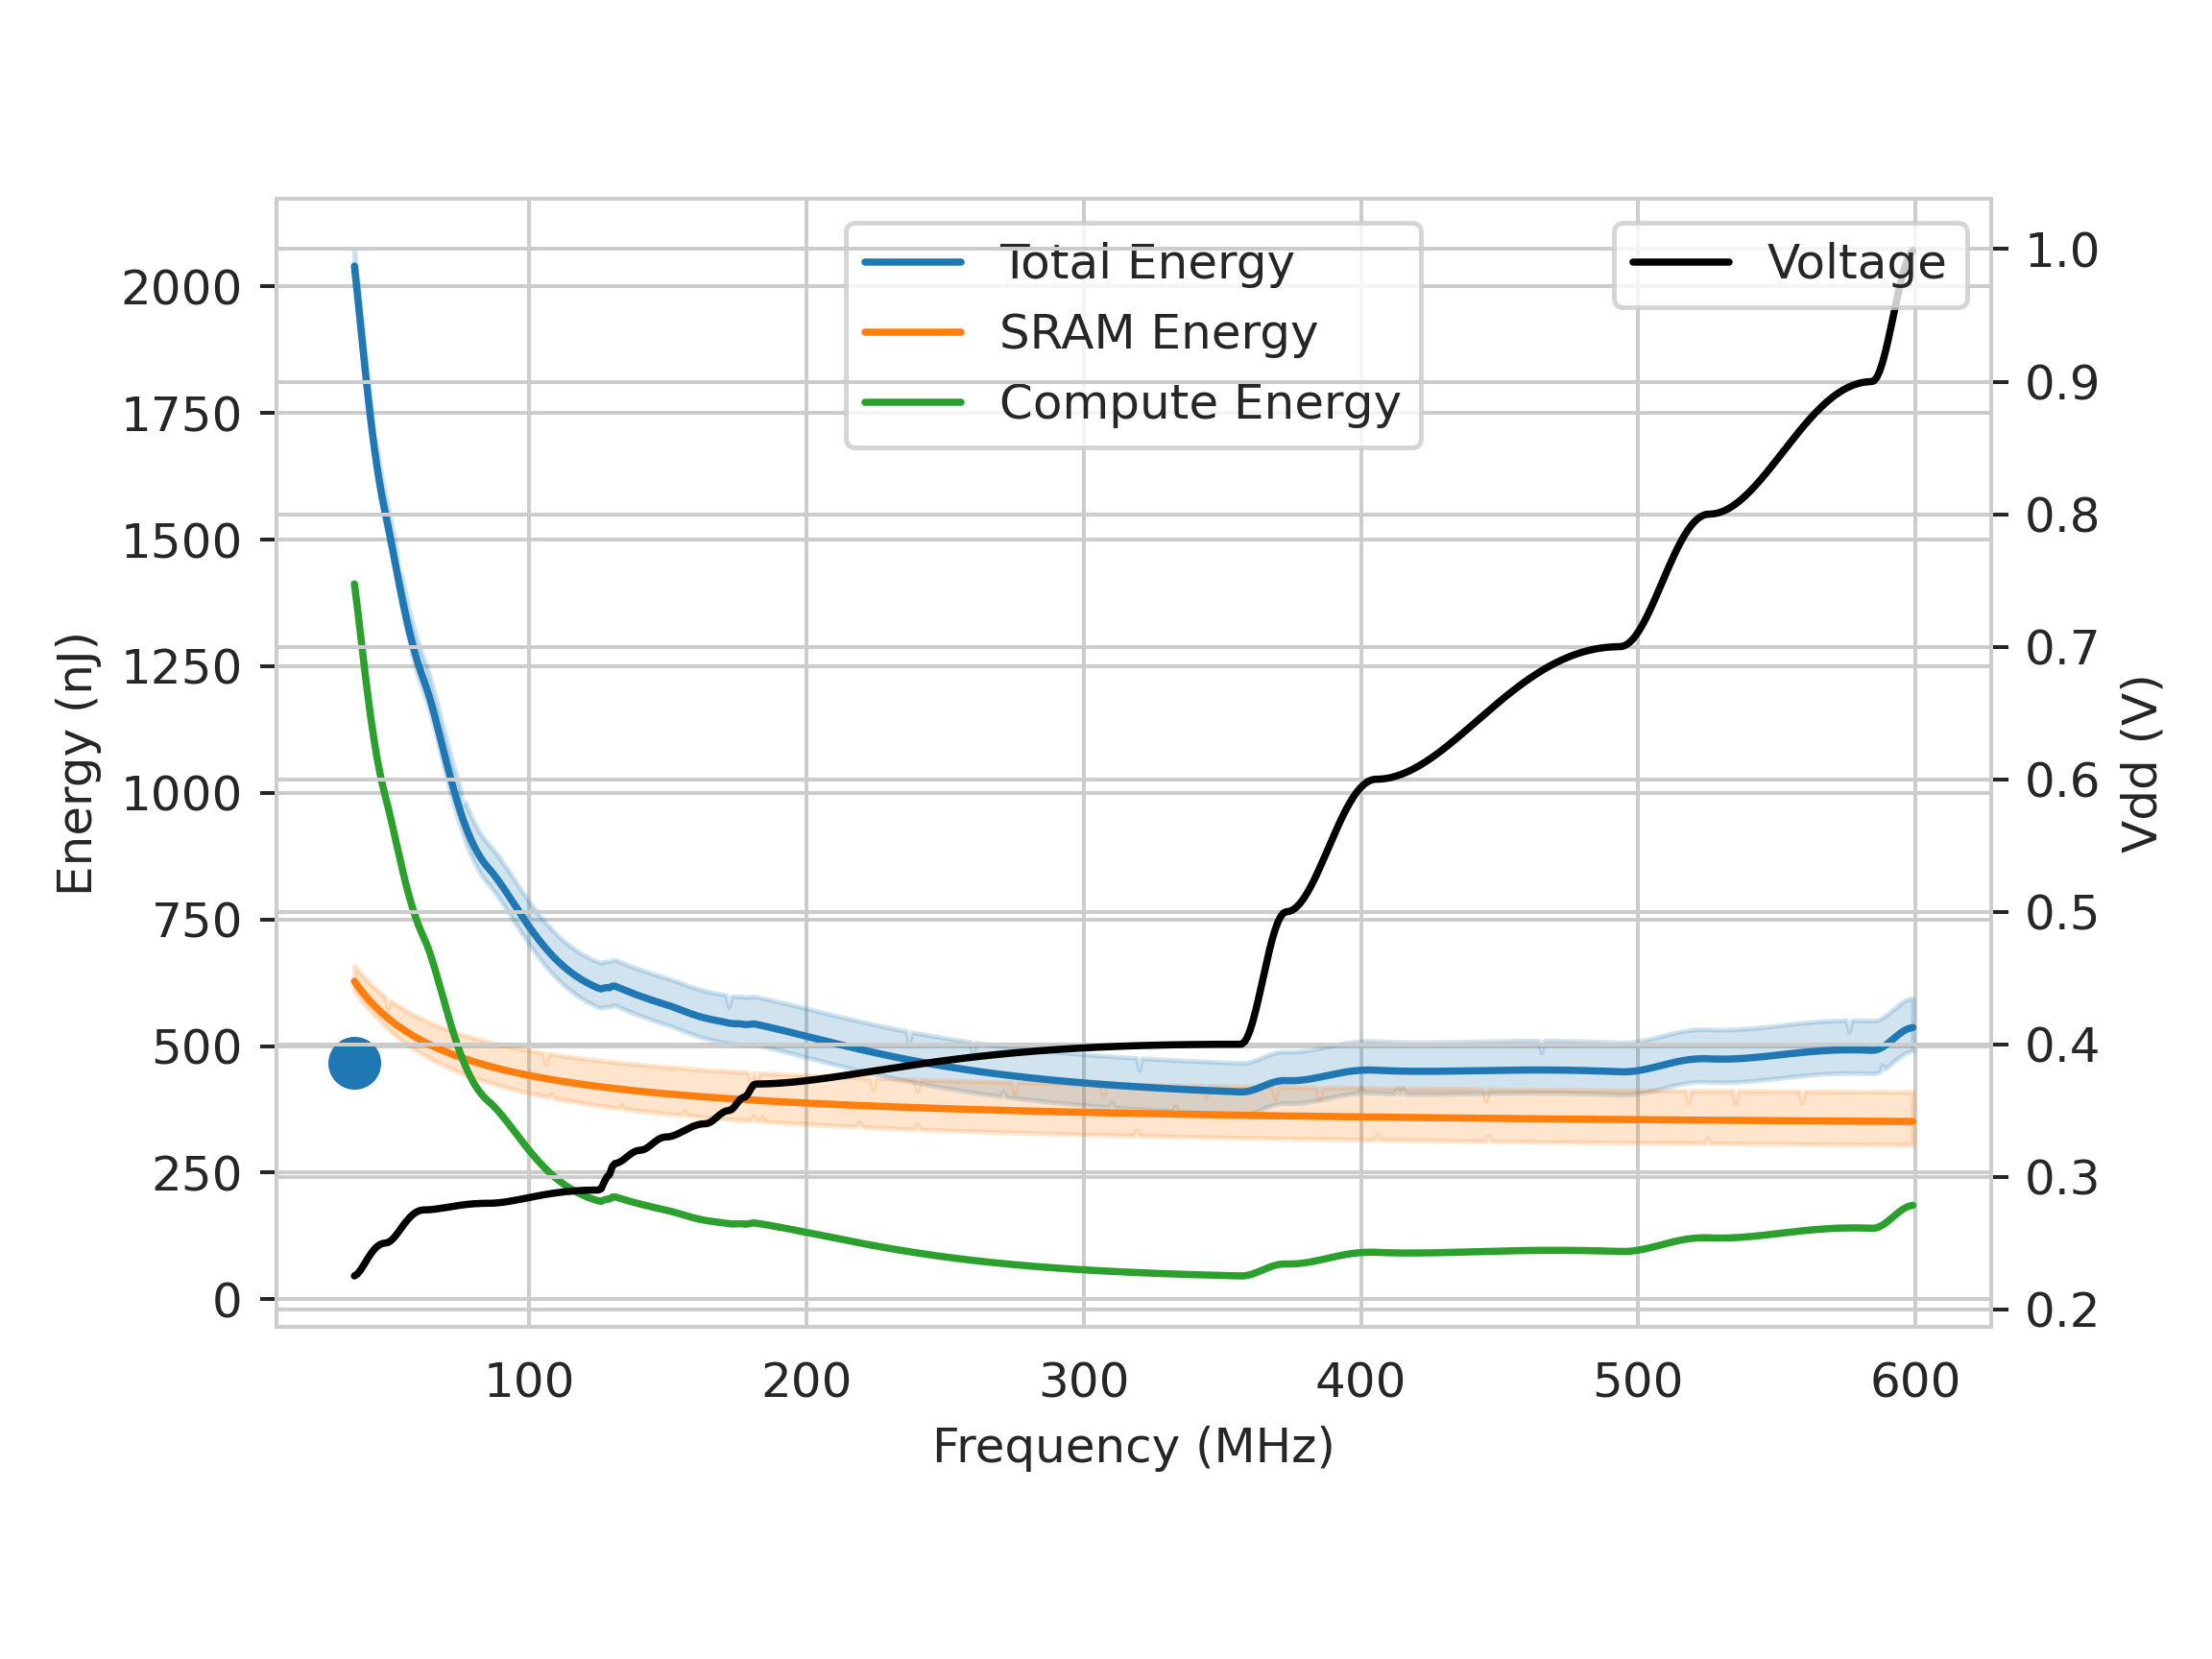 Total Energy
SRAM Energy
Compute Energy
Voltage
Energy (nJ)
2000
1750
1500
1250
1000
750
500
250
0
1.0
0.9
0.8
0.7
0.6
0.5
0.4
0.3
0.2
Vdd (V)
100 200 300 400 500 600
Frequency (MHz)